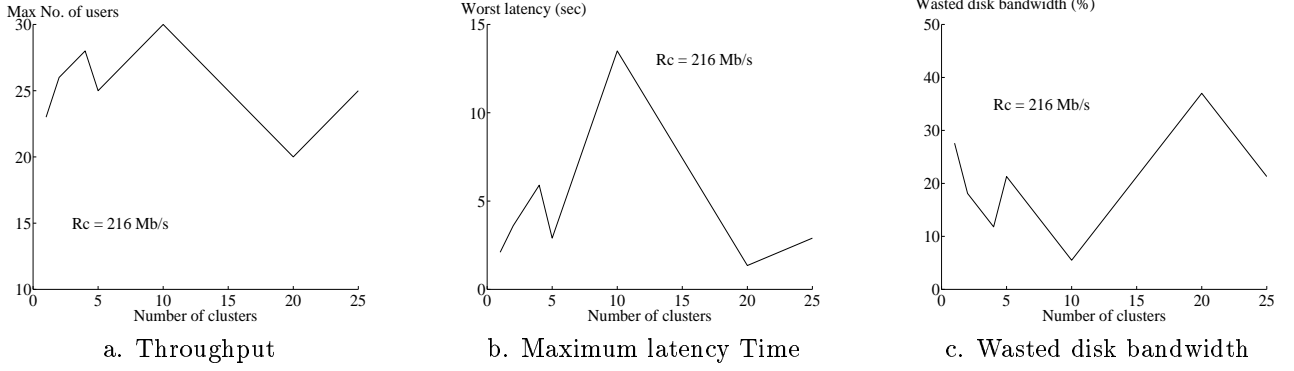 Max No. of users
30
25
20
15
10
0 5 10 15 20 25
Rc = 216 Mb/s
Number of clusters
a. Throughput
Worst latency (sec)
15
10
5
0
0 5 10 15 20 25
Rc = 216 Mb/s
Number of clusters
b. Maximum latency Time
Wasted disk bandwidth (%)
50
40
30
20
10
0
0 5 10 15 20 25
Rc = 216 Mb/s
Number of clusters
c. Wasted disk bandwidth